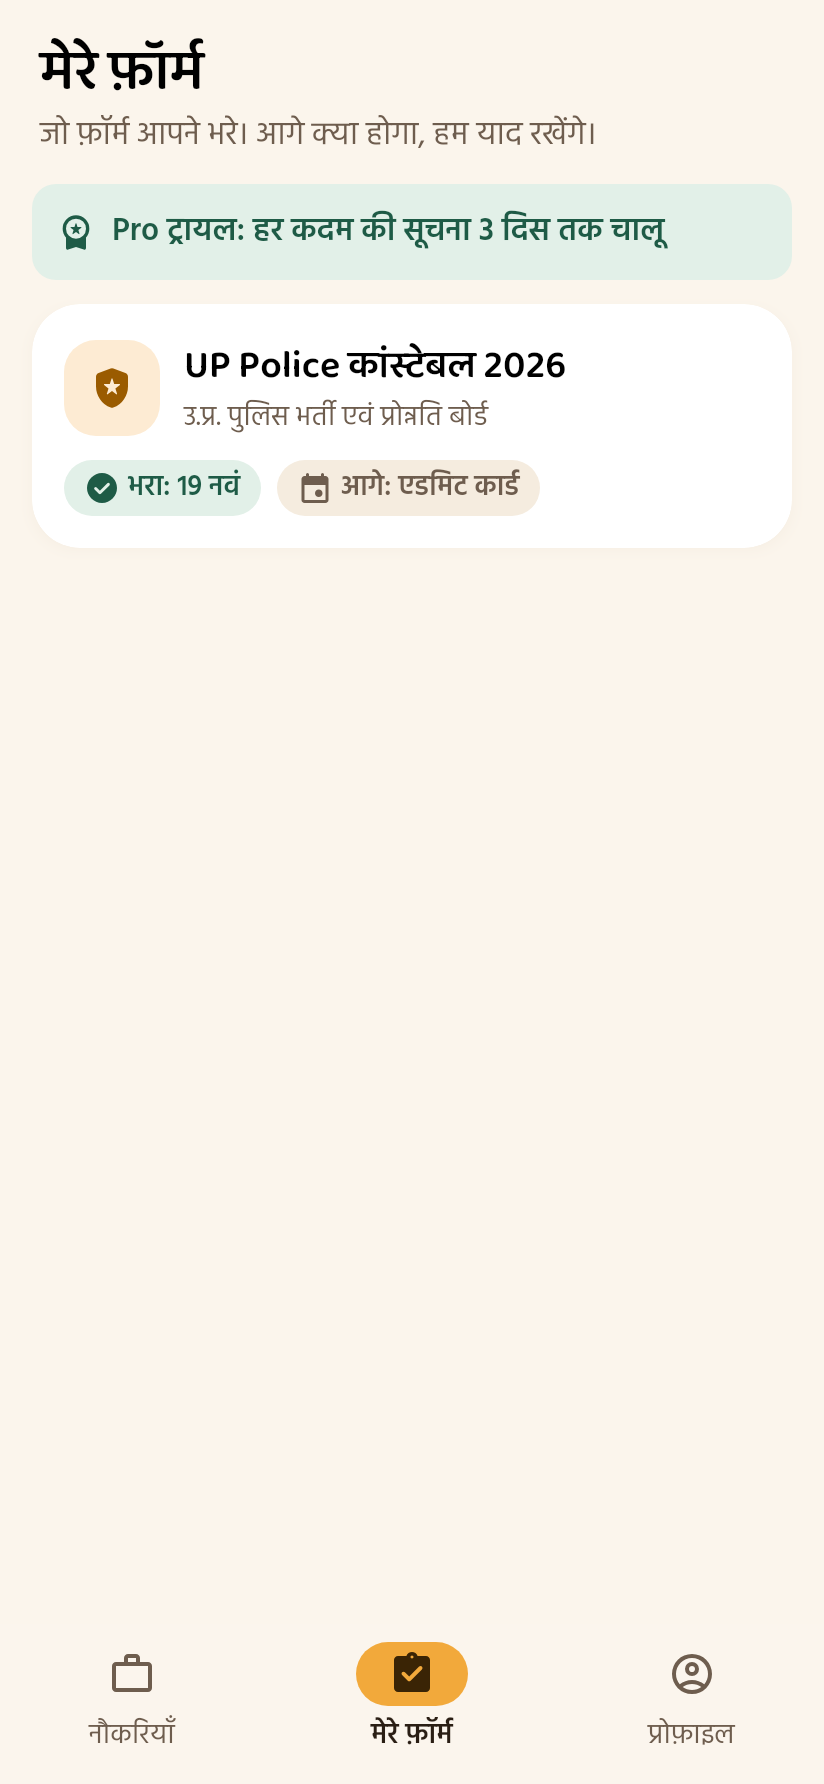 मेरे फ़ॉर्म
जो फ़ॉर्म आपने भरे। आगे क्या होगा, हम याद रखेंगे।
Pro ट्रायल: हर कदम की सूचना 3 दिस तक चालू
UP Police कांस्टेबल 2026
उ.प्र. पुलिस भर्ती एवं प्रोन्नति बोर्ड
भरा: 19 नवं
आगे: एडमिट कार्ड
नौकरियाँ
मेरे फ़ॉर्म
प्रोफ़ाइल